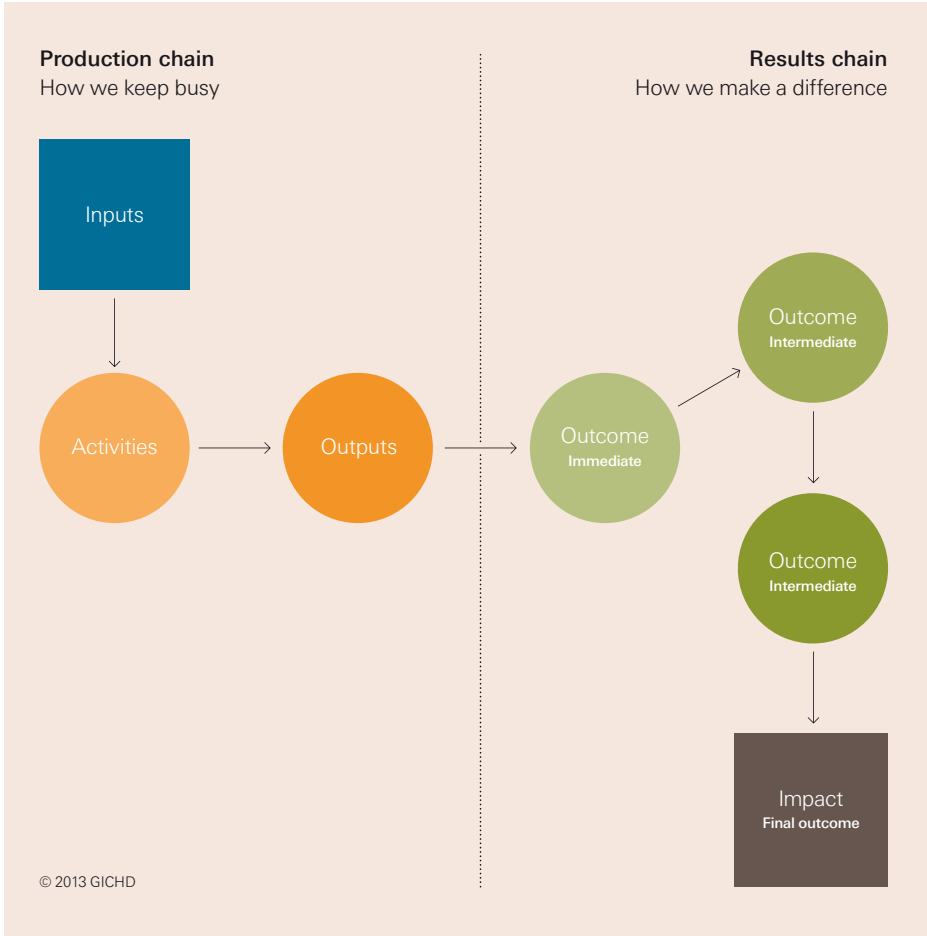 Production chain
How we keep busy
Results chain
How we make a difference
Inputs
Activities
Outputs
Outcome
Immediate
Outcome
Intermediate
Outcome
Intermediate
Impact
Final outcome
© 2013 GICHD